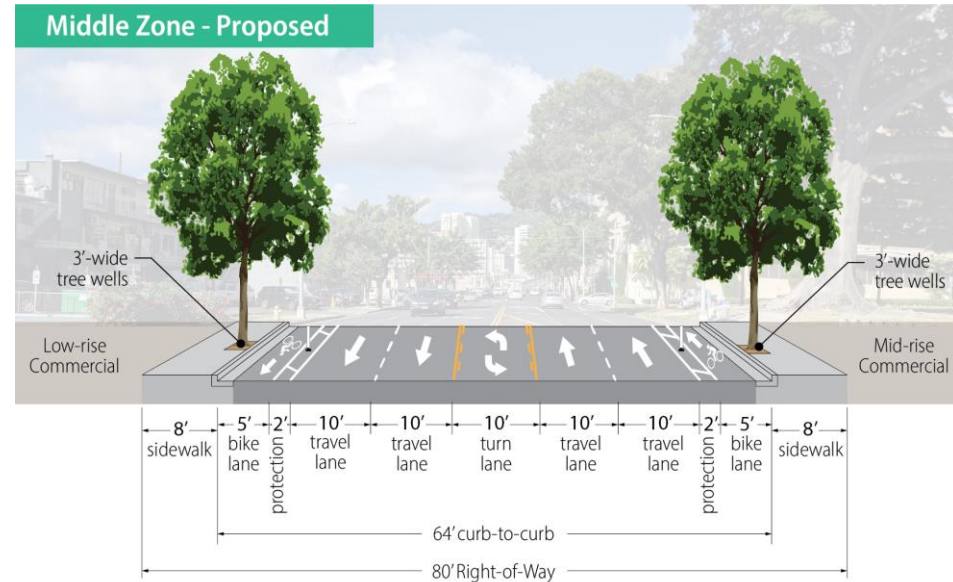 Middle Zone - Proposed
3'-wide
tree wells
3'-wide
tree wells
Low-rise
Commercial
Mid-rise
Commercial
8'
sidewalk
5'
bike
lane
2'
protection
10'
travel
lane
10'
travel
lane
10'
turn
lane
10'
travel
lane
10'
travel
lane
2'
protection
5'
bike
lane
8'
sidewalk
64' curb-to-curb
80' Right-of-Way